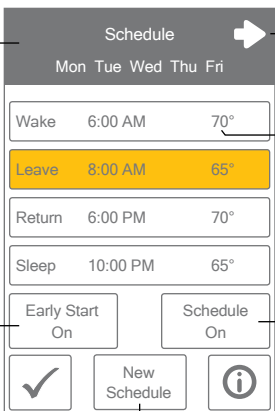 Schedule
Mon Tue Wed Thu Fri
Wake 6:00 AM 70°
Leave 8:00 AM 65°
Return 6:00 PM 70°
Sleep 10:00 PM 65°
Early Start
On
Schedule
On
New
Schedule